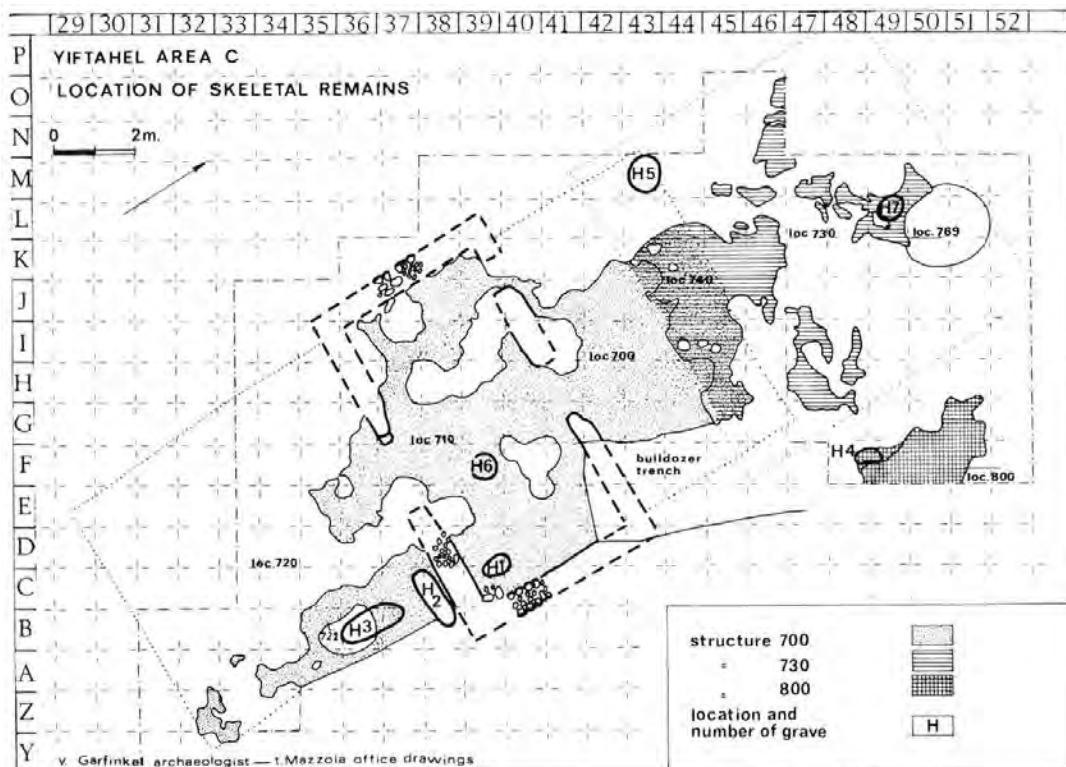 29 30 31 32 33 34 35 36 37 38 39 40 41 42 43 44 45 46 47 48 49 50 51 52
P
O
N
M
L
K
J
I
H
G
F
E
D
C
B
A
Z
Y
YIFTAHEL AREA C
LOCATION OF SKELETAL REMAINS
0 2m.
H5
H7
loc 730
loc.769
loc 740
loc 700
loc 710
H6
bulldozer
trench
H4
loc.800
loc.720
H1
H2
H3
721
structure 700
730
800
location and
number of grave
H
Y. Garfinkel archaeologist — t.Mazzola office drawings